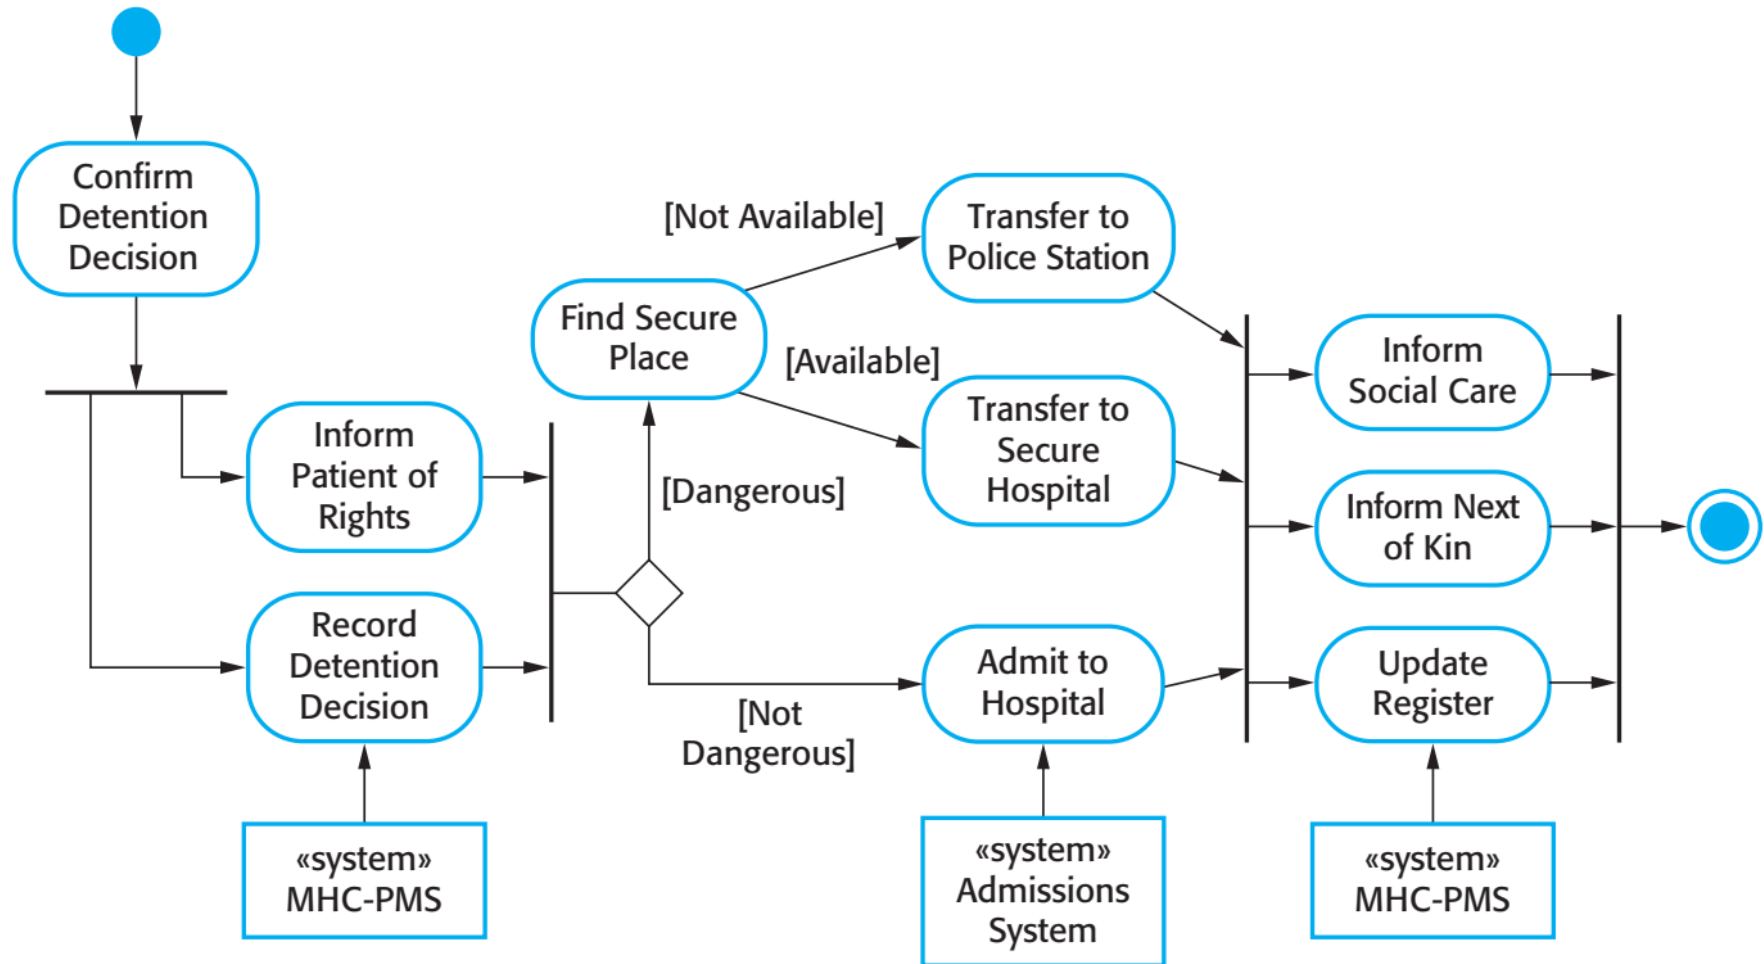 Confirm
Detention
Decision
Inform
Patient of
Rights
Record
Detention
Decision
«system»
MHC-PMS
Find Secure
Place
[Not Available]
[Available]
[Dangerous]
[Not
Dangerous]
Transfer to
Police Station
Transfer to
Secure
Hospital
Admit to
Hospital
«system»
Admissions
System
Inform
Social Care
Inform Next
of Kin
Update
Register
«system»
MHC-PMS